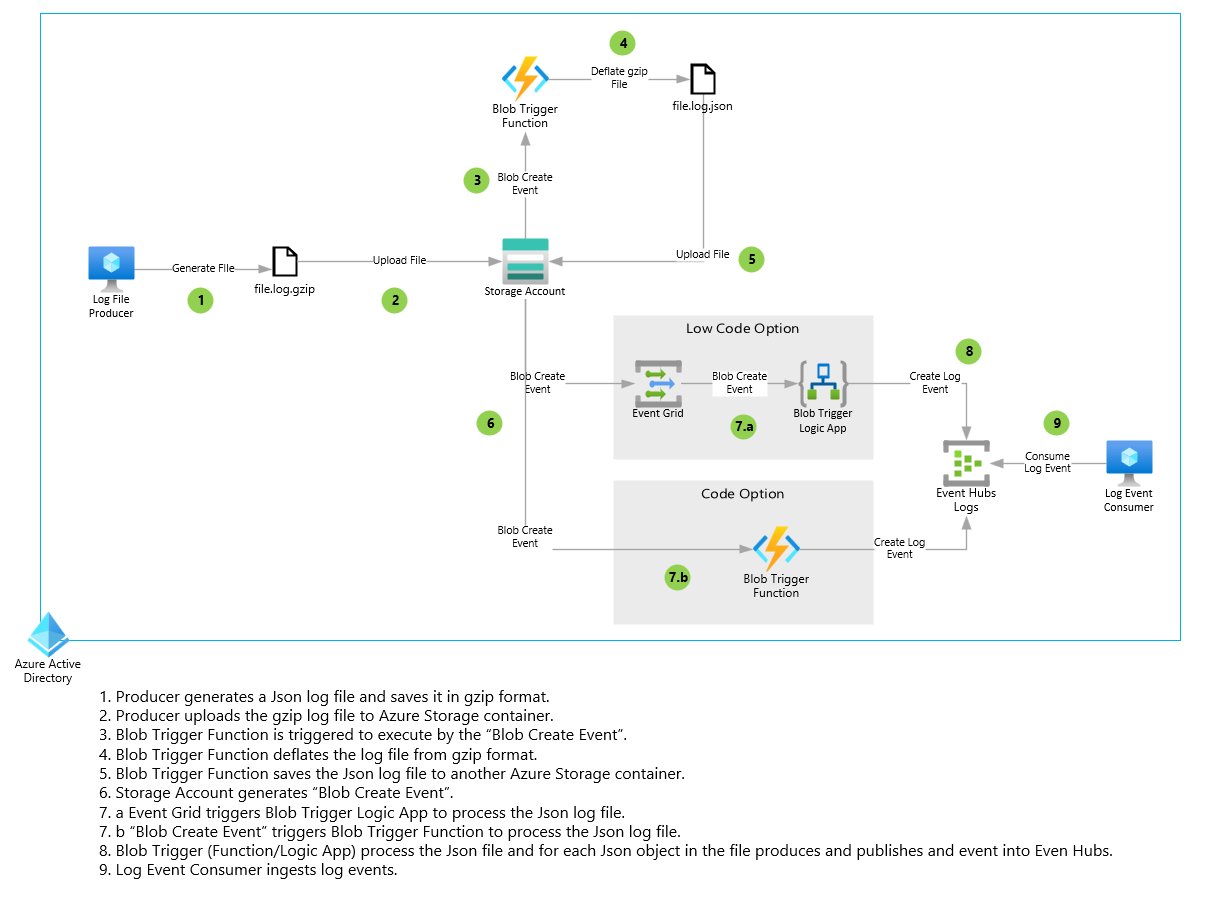 4
Deflate gzip
File
file.log.json
Blob Trigger
Function
3
Blob Create
Event
Upload File
5
Generate FIle
1
file.log.gzip
Upload File
2
Storage Account
Log File
Producer
Low Code Option
Blob Create
Event
6
Event Grid
Blob Create
Event
7.a
Blob Trigger
Logic App
8
Create Log
Event
9
Consume
Log Event
Event Hubs
Logs
Log Event
Consumer
Code Option
Blob Create
Event
7.b
Blob Trigger
Function
Create Log
Event
Azure Active
Directory
1. Producer generates a Json log file and saves it in gzip format.
2. Producer uploads the gzip log file to Azure Storage container.
3. Blob Trigger Function is triggered to execute by the “Blob Create Event”.
4. Blob Trigger Function deflates the log file from gzip format.
5. Blob Trigger Function saves the Json log file to another Azure Storage container.
6. Storage Account generates “Blob Create Event”.
7. a Event Grid triggers Blob Trigger Logic App to process the Json log file.
7. b “Blob Create Event” triggers Blob Trigger Function to process the Json log file.
8. Blob Trigger (Function/Logic App) process the Json file and for each Json object in the file produces and publishes and event into Even Hubs.
9. Log Event Consumer ingests log events.